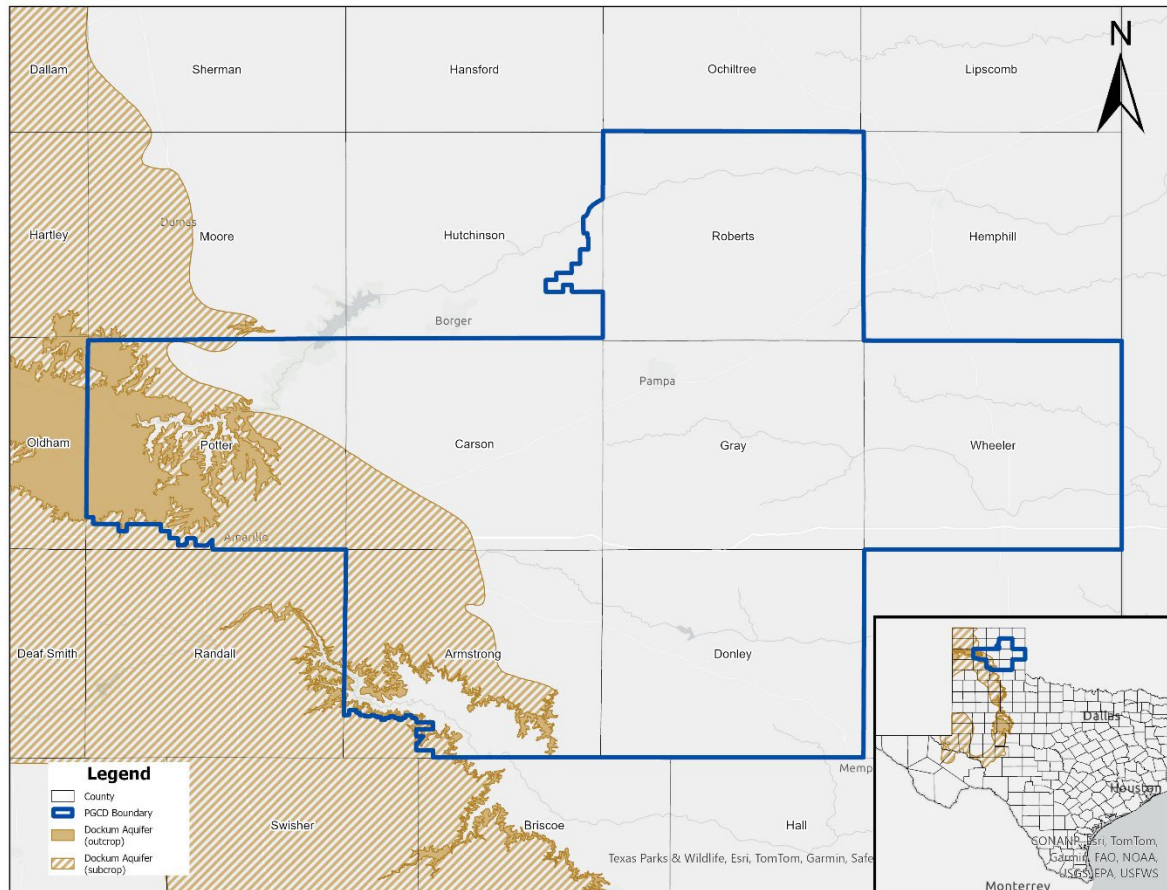 N
Dallam
Sherman
Hansford
Ochiltree
Lipscomb
Hartley
Dumas
Moore
Hutchinson
Roberts
Hemphill
Borger
Pampa
Oldham
Potter
Carson
Gray
Wheeler
Amarillo
Deaf Smith
Randall
Armstrong
Donley
Memp
Swisher
Briscoe
Hall
Texas Parks & Wildlife, Esri, TomTom, Garmin, Safe
Legend
County
PGCD Boundary
Dockum Aquifer
(outcrop)
Dockum Aquifer
(subcrop)
Dallas
Houston
CONANP, Esri, TomTom,
Garmin, FAO, NOAA,
USGS, EPA, USFWS
Monterrey